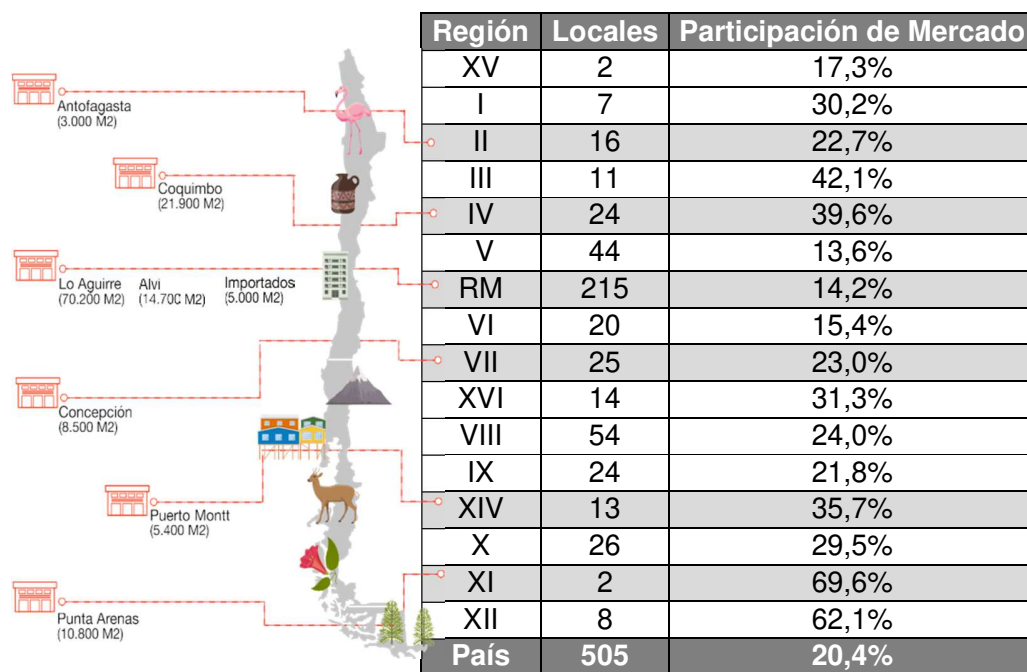 Antofagasta
(3.000 M2)
Coquimbo
(21.900 M2)
Lo Aguirre Alvi Importados
(70.200 M2) (14.700 M2) (5.000 M2)
Concepción
(8.500 M2)
Puerto Montt
(5.400 M2)
Punta Arenas
(10.800 M2)
Región Locales Participación de Mercado
XV 2 17,3%
I 7 30,2%
II 16 22,7%
III 11 42,1%
IV 24 39,6%
V 44 13,6%
RM 215 14,2%
VI 20 15,4%
VII 25 23,0%
XVI 14 31,3%
VIII 54 24,0%
IX 24 21,8%
XIV 13 35,7%
X 26 29,5%
XI 2 69,6%
XII 8 62,1%
País 505 20,4%